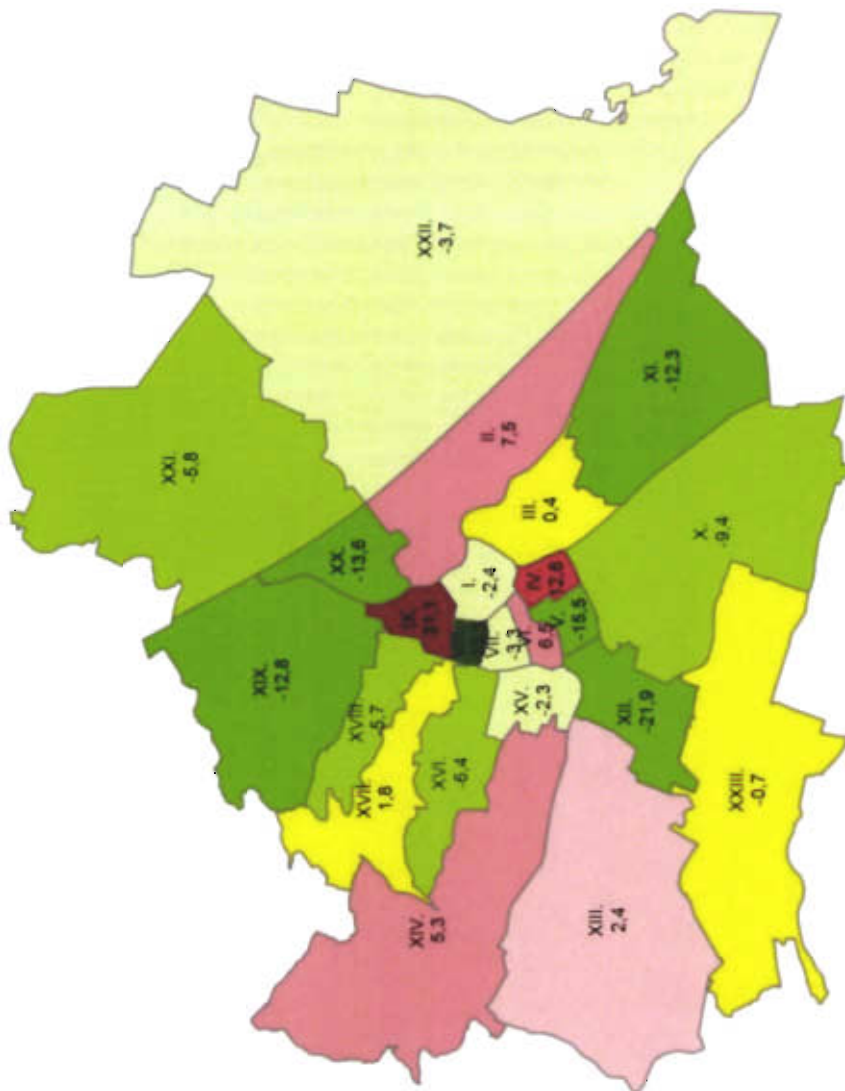 XXI.
-5,8
XIX.
-12,8
XX.
-13,6
XVIII.
-5,7
XVII.
1,8
IX.
XIV.
5,3
XXII.
-3,7
XVI.
-6,4
I.
-2,4
II.
7,5
VII.
-3,3
XV.
-2,3
III.
0,4
VI.
6,5
IV.
12,6
V.
-15,5
XIII.
2,4
XII.
-21,9
XI.
-12,3
X.
-9,4
XXIII.
-0,7